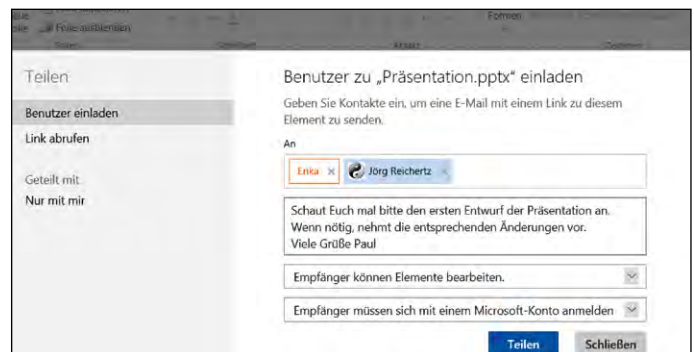 Folie ausblenden
Formen
Teilen
Benutzer einladen
Link abrufen
Geteilt mit
Nur mit mir
Benutzer zu „Präsentation.pptx“ einladen
Geben Sie Kontakte ein, um eine E-Mail mit einem Link zu diesem
Element zu senden.
An
Erika × Jörg Reichertz ×
Schaut Euch mal bitte den ersten Entwurf der Präsentation an.
Wenn nötig, nehmt die entsprechenden Änderungen vor.
Viele Grüße Paul
Empfänger können Elemente bearbeiten.
Empfänger müssen sich mit einem Microsoft-Konto anmelden
Teilen Schließen